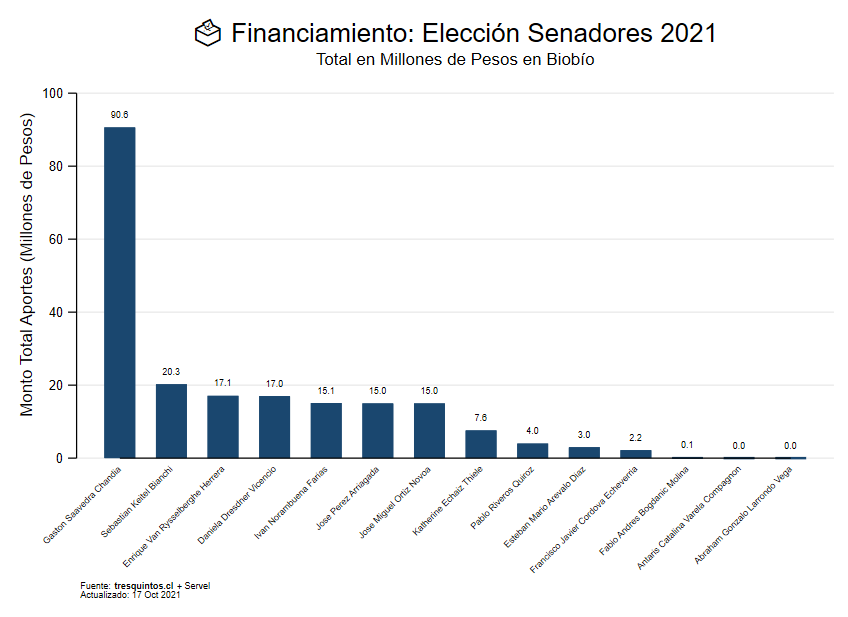 Financiamiento: Elección Senadores 2021
Total en Millones de Pesos en Biobío
Monto Total Aportes (Millones de Pesos)
100
80
60
40
20
0
90.6
20.3
17.1
17.0
15.1
15.0
15.0
7.6
4.0
3.0
2.2
0.1
0.0
0.0
Gaston Saavedra Chandia
Sebastian Keitel Bianchi
Enrique Van Rysselberghe Herrera
Daniela Dresdner Vicencio
Ivan Norambuena Farias
Jose Perez Arriagada
Jose Miguel Ortiz Novoa
Katherine Echaiz Thiele
Pablo Riveros Quiroz
Esteban Mario Arevalo Diaz
Francisco Javier Cordova Echeverria
Fabio Andres Bogdanic Molina
Antaris Catalina Varela Compagnon
Abraham Gonzalo Larrondo Vega
Fuente: tresquintos.cl + Servel
Actualizado: 17 Oct 2021